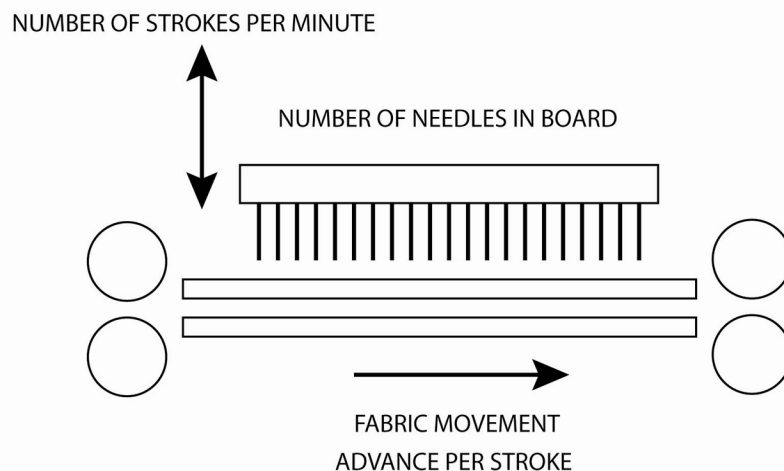 NUMBER OF STROKES PER MINUTE
NUMBER OF NEEDLES IN BOARD
FABRIC MOVEMENT
ADVANCE PER STROKE